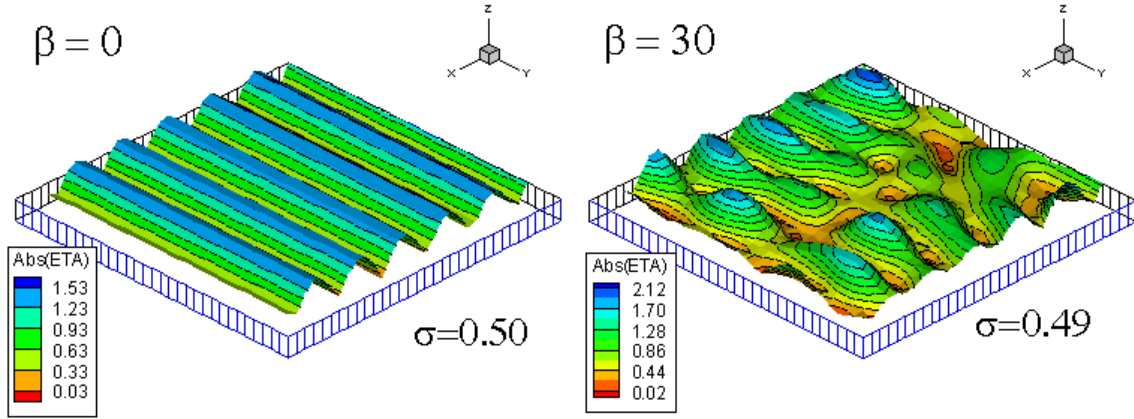 β = 0
Z
X
Y
Abs(ETA)
1.53
1.23
0.93
0.63
0.33
0.03
σ=0.50
β = 30
Z
X
Y
Abs(ETA)
2.12
1.70
1.28
0.86
0.44
0.02
σ=0.49